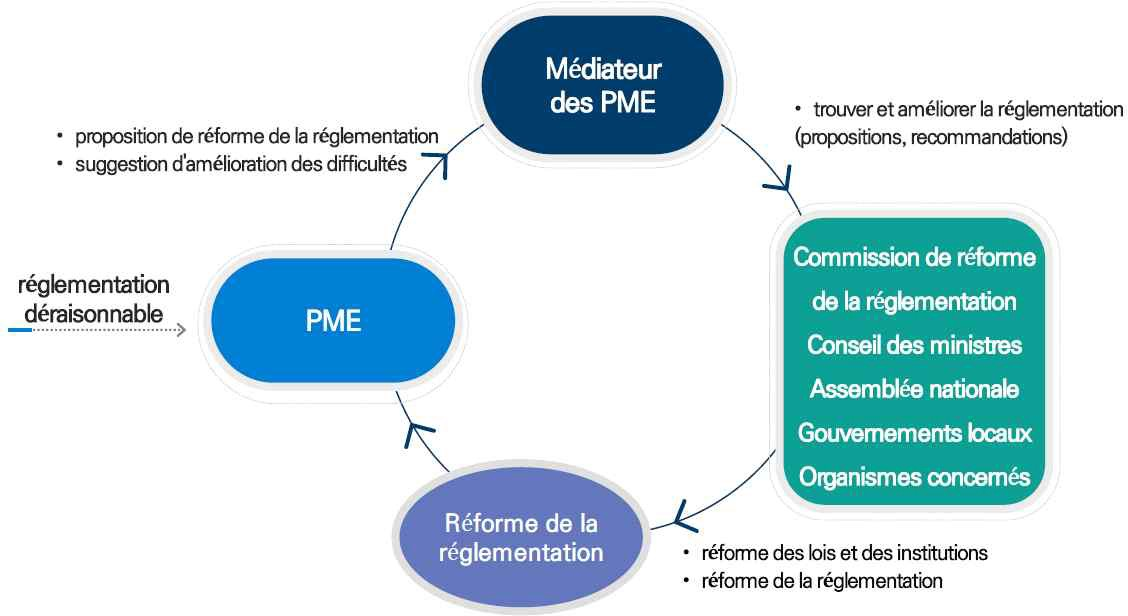 Médiateur
des PME
• trouver et améliorer la réglementation
(propositions, recommandations)
• proposition de réforme de la réglementation
• suggestion d'amélioration des difficultés
réglementation
déraisonnable
PME
Commission de réforme
de la réglementation
Conseil des ministres
Assemblée nationale
Gouvernements locaux
Organismes concernés
Réforme de la
réglementation
• réforme des lois et des institutions
• réforme de la réglementation